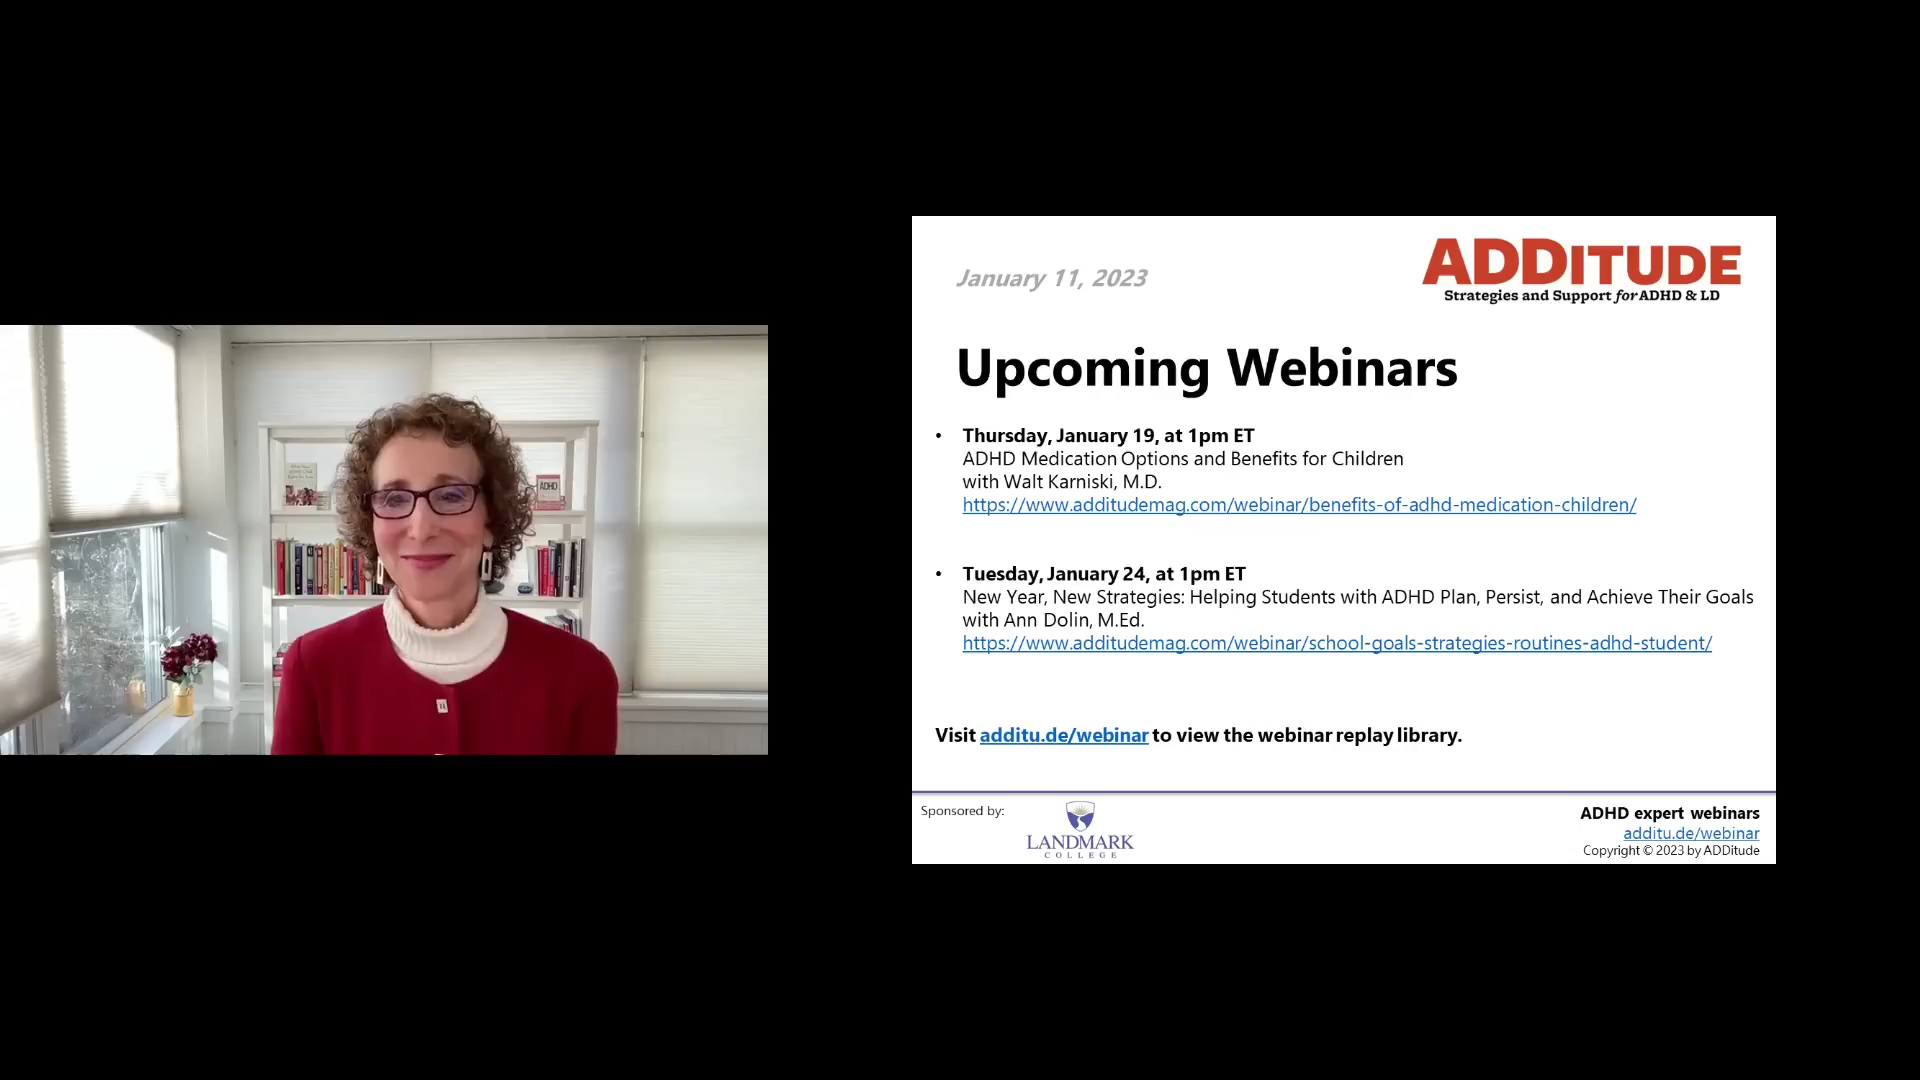 ADHD
January 11, 2023
ADDITUDE
Strategies and Support for ADHD & LD
Upcoming Webinars
• Thursday, January 19, at 1pm ET
ADHD Medication Options and Benefits for Children
with Walt Karniski, M.D.
https://www.additudemag.com/webinar/benefits-of-adhd-medication-children/
• Tuesday, January 24, at 1pm ET
New Year, New Strategies: Helping Students with ADHD Plan, Persist, and Achieve Their Goals
with Ann Dolin, M.Ed.
https://www.additudemag.com/webinar/school-goals-strategies-routines-adhd-student/
Visit additu.de/webinar to view the webinar replay library.
Sponsored by:
LANDMARK
COLLEGE
ADHD expert webinars
additu.de/webinar
Copyright © 2023 by ADDitude